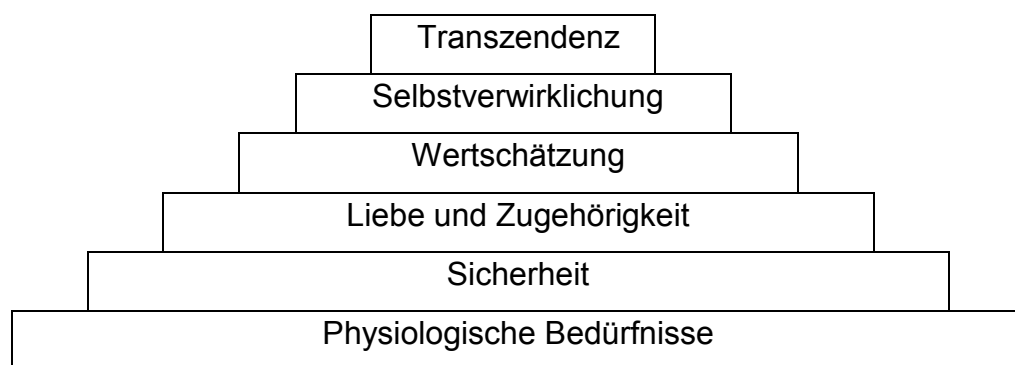 Transzendenz
Selbstverwirklichung
Wertschätzung
Liebe und Zugehörigkeit
Sicherheit
Physiologische Bedürfnisse